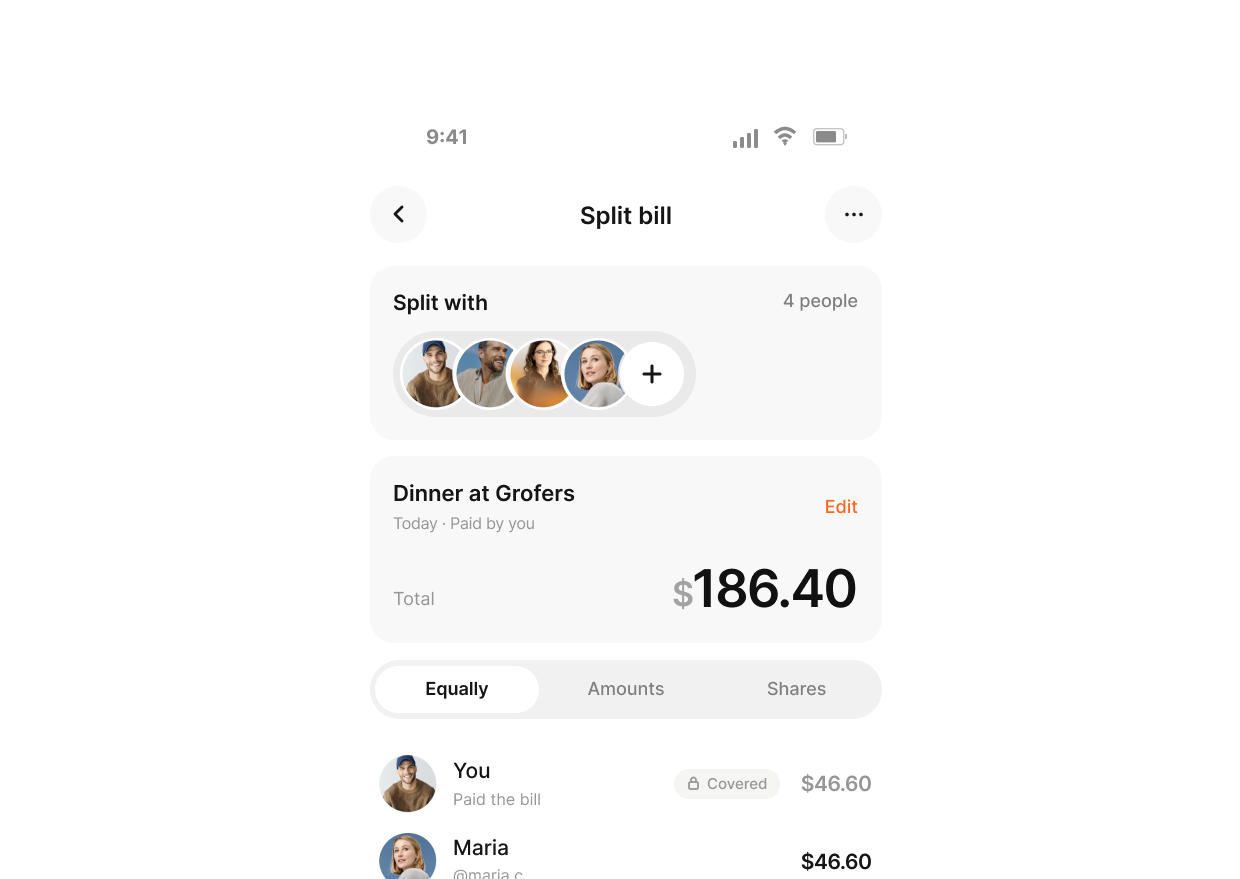 9:41
Split bill
Split with
4 people
Dinner at Grofers
Today · Paid by you
Edit
Total
$186.40
Equally
Amounts
Shares
You
Paid the bill
Covered
$46.60
Maria
@maria.c
$46.60